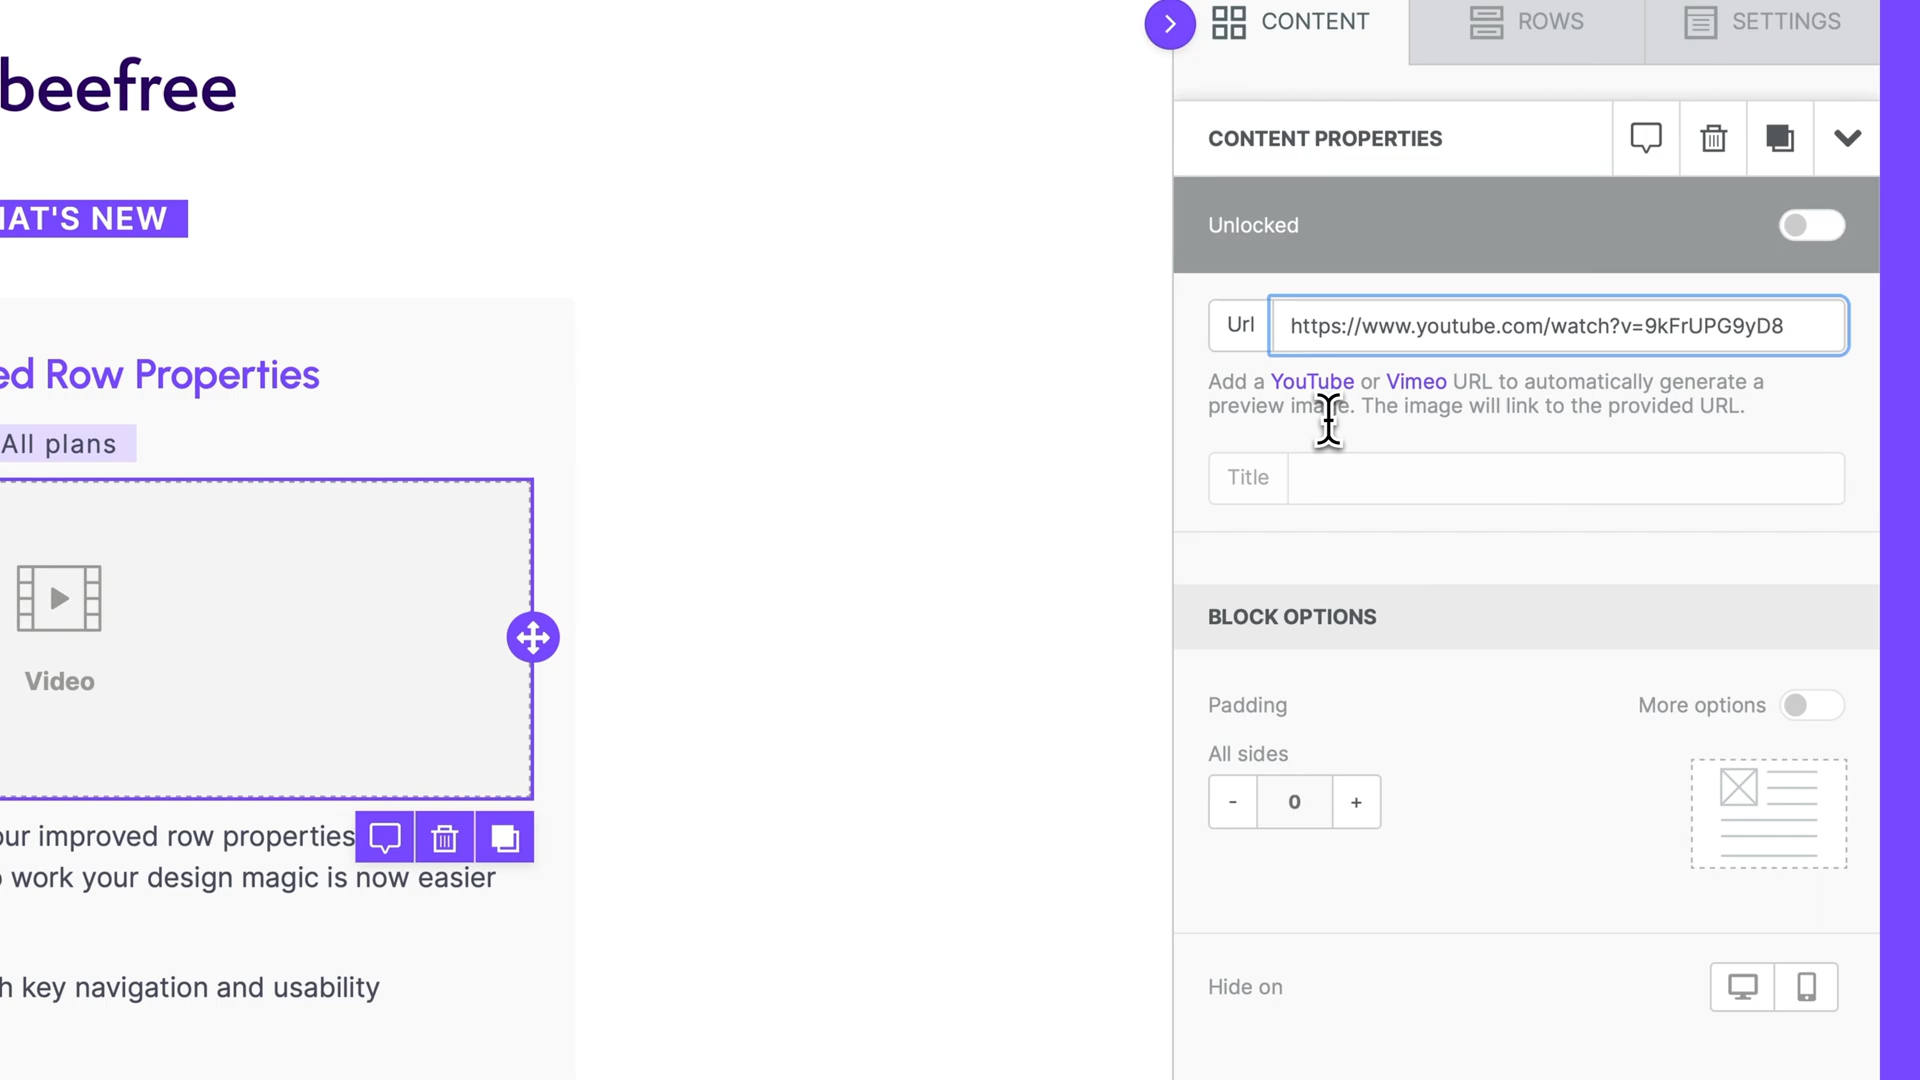 beefree
HAT'S NEW
ed Row Properties
All plans
Video
our improved row properties
o work your design magic is now easier
h key navigation and usability
CONTENT
ROWS
SETTINGS
CONTENT PROPERTIES
Unlocked
Url
https://www.youtube.com/watch?v=9kFrUPG9yD8
Add a YouTube or Vimeo URL to automatically generate a
preview image. The image will link to the provided URL.
Title
BLOCK OPTIONS
Padding
More options
All sides
- 0 +
Hide on